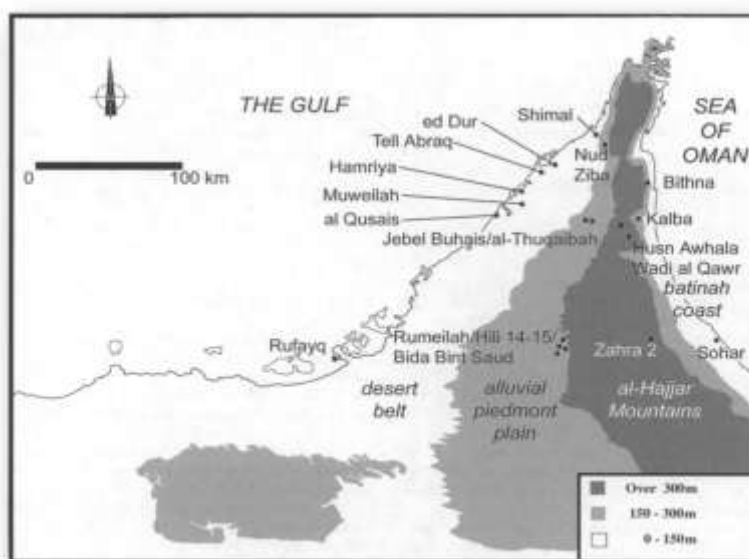 THE GULF
SEA
OF
OMAN
Shimal
ed Dur
Tell Abraq
Hamriya
Muweilah
al Qusais
Nud
Ziba
Bithna
Kalba
Jebel Buhais/al-Thuqaibah
Husn Awhala
Wadi al Qawr
batinah
coast
0 100 km
Rufayq
Rumeilah/Hili 14-15/
Bida Bint Saud
Zahra 2
Sohar
desert
belt
alluvial
piedmont
plain
al-Hajjar
Mountains
Over 300m
150 - 300m
0 - 150m